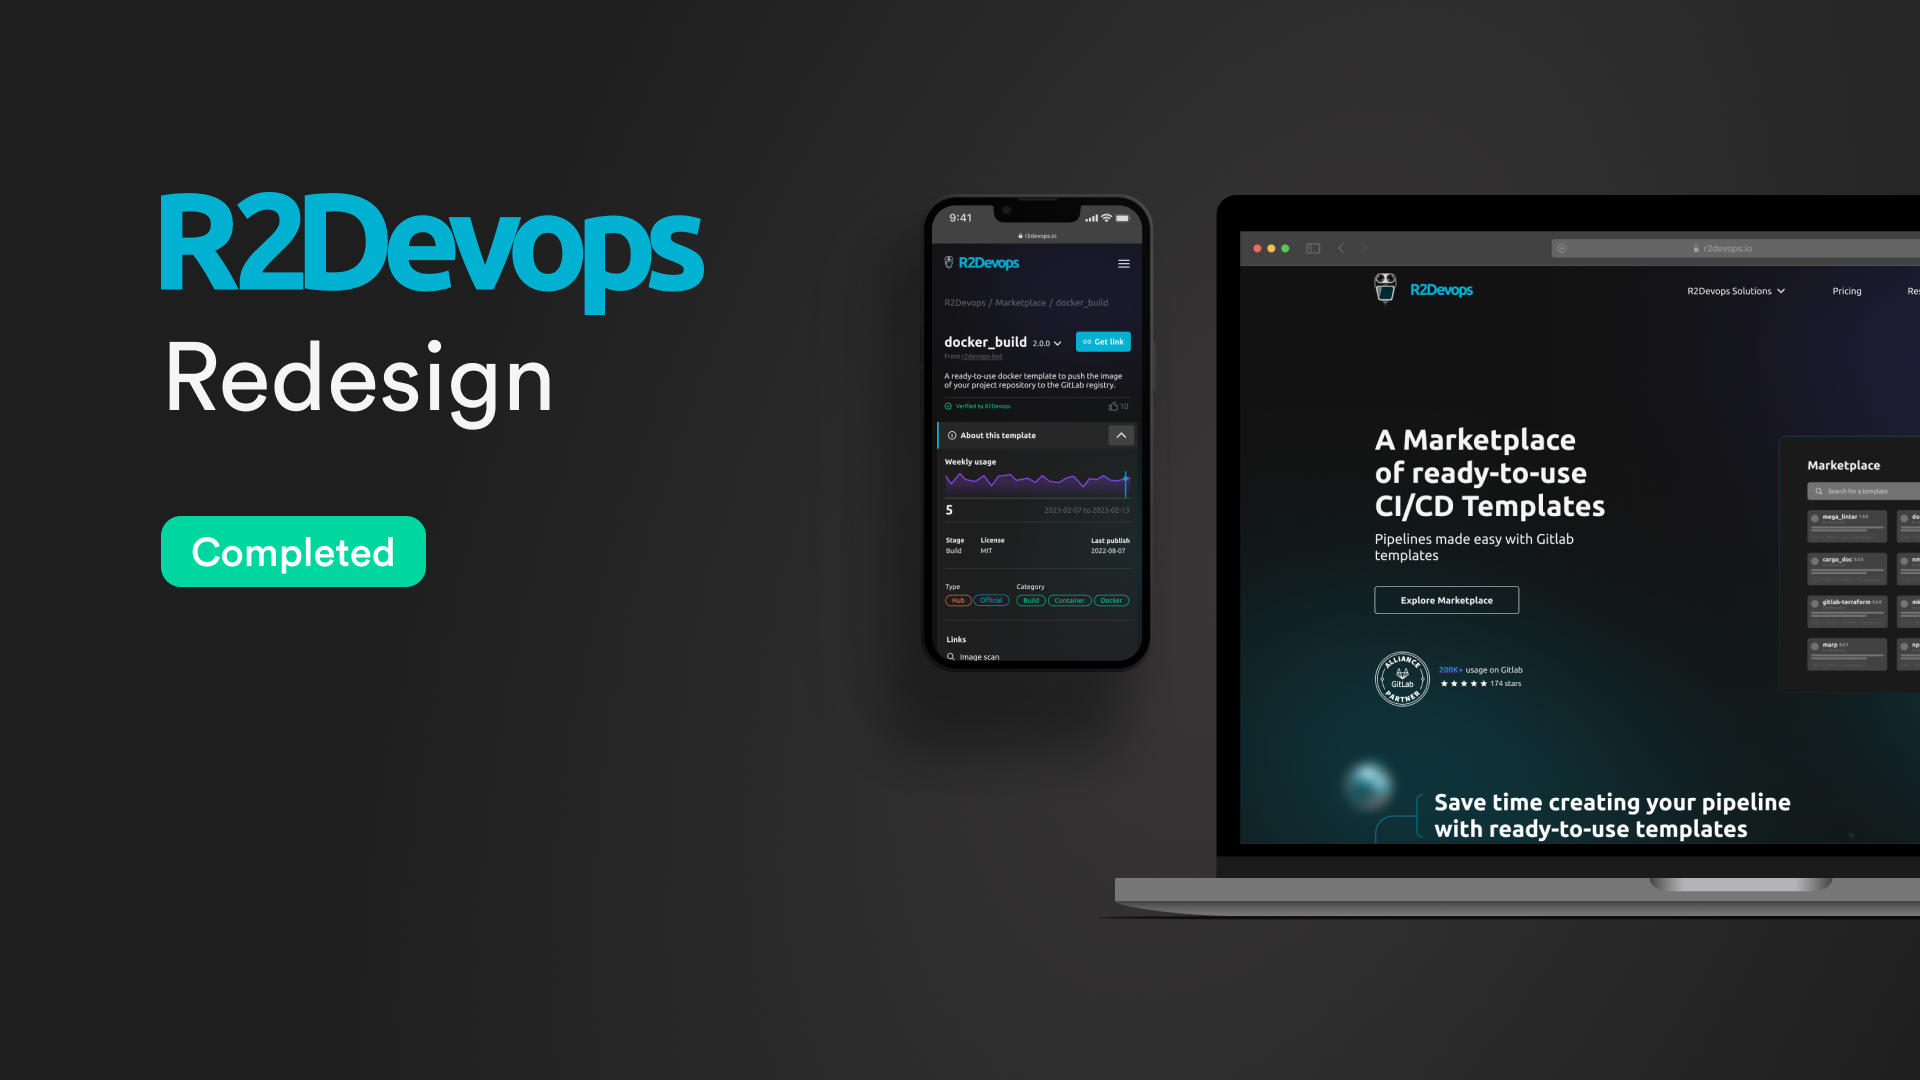 R2Devops
Redesign
Completed
9:41
r2devops.io
R2Devops
R2Devops / Marketplace / docker_build
docker_build 2.0.0
Get link
From r2devops-bot
A ready-to-use docker template to push the image
of your project repository to the GitLab registry.
Verified by R2Devops
10
About this template
Weekly usage
5
2023-02-07 to 2023-02-13
Stage License Last publish
Build MIT 2022-08-07
Type Category
Hub Official Build Container Docker
Links
Image scan
r2devops.io
R2Devops
R2Devops Solutions Pricing Res
A Marketplace
of ready-to-use
CI/CD Templates
Pipelines made easy with Gitlab
templates
Explore Marketplace
ALLIANCE
GitLab
PARTNER
200K+ usage on Gitlab
174 stars
Marketplace
Search for a template
mega_linter
do
cargo_doc
nm
gitlab-terraform
mk
marp
np
Save time creating your pipeline
with ready-to-use templates